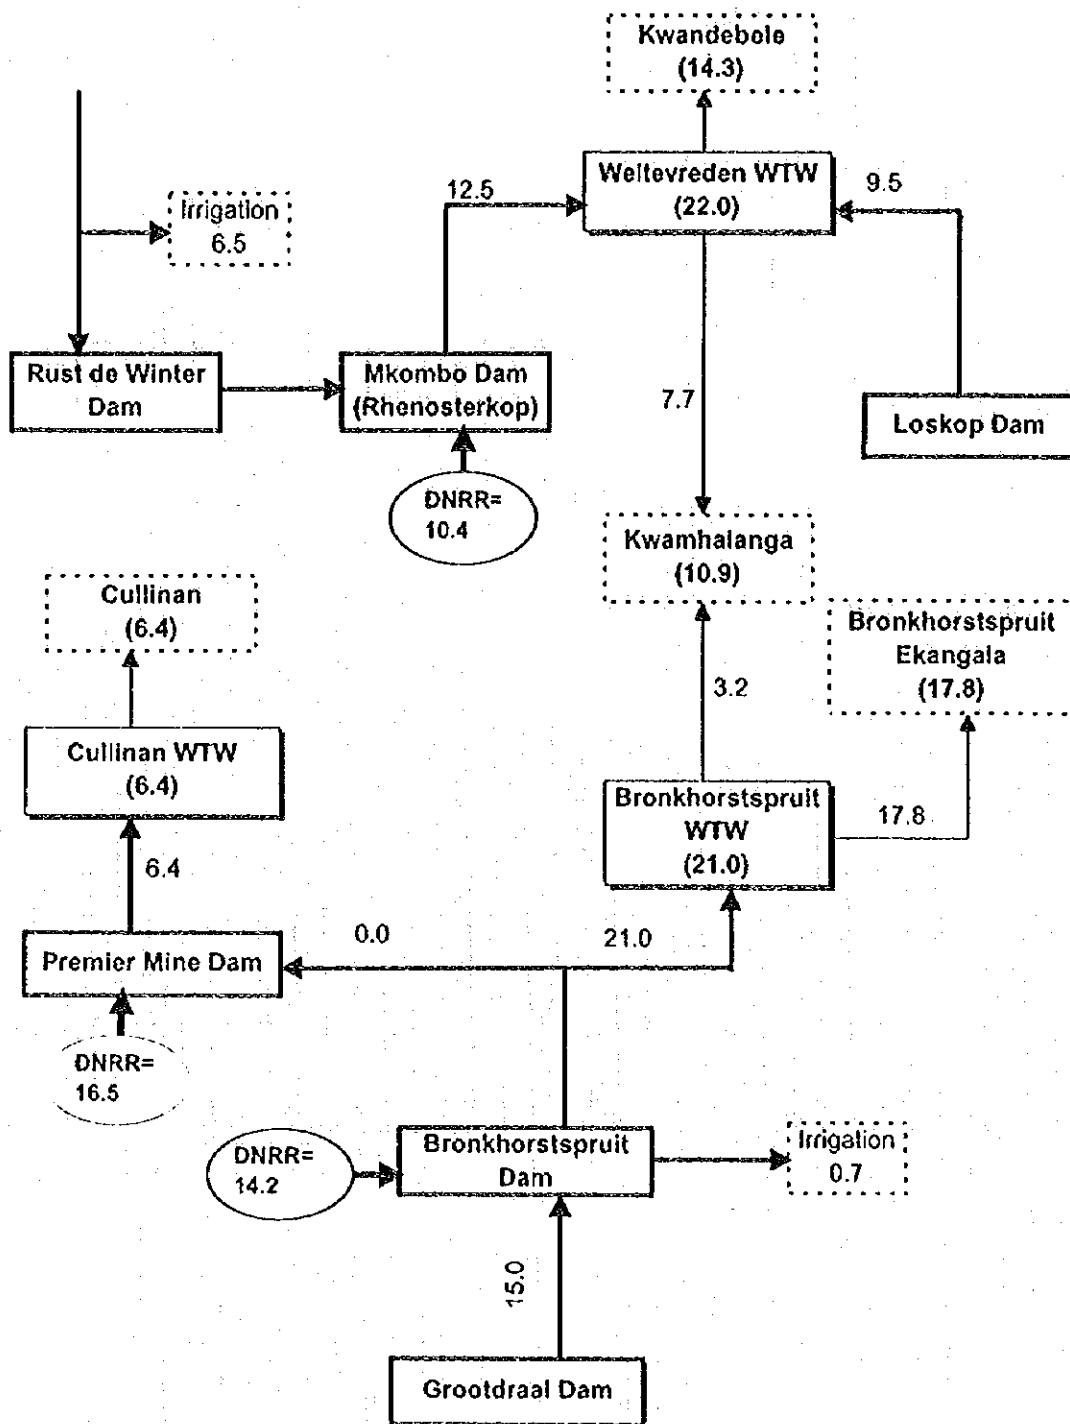 Kwandebele
(14.3)
Weltevreden WTW
(22.0)
12.5
9.5
Irrigation
6.5
Rust de Winter
Dam
Mkombo Dam
(Rhenosterkop)
7.7
Loskop Dam
DNRR=
10.4
Kwamhalanga
(10.9)
Cullinan
(6.4)
Bronkhorstspruit
Ekangala
(17.8)
3.2
Cullinan WTW
(6.4)
Bronkhorstspruit
WTW
(21.0)
17.8
6.4
0.0
21.0
Premier Mine Dam
DNRR=
16.5
DNRR=
14.2
Bronkhorstspruit
Dam
Irrigation
0.7
15.0
Grootdraal Dam